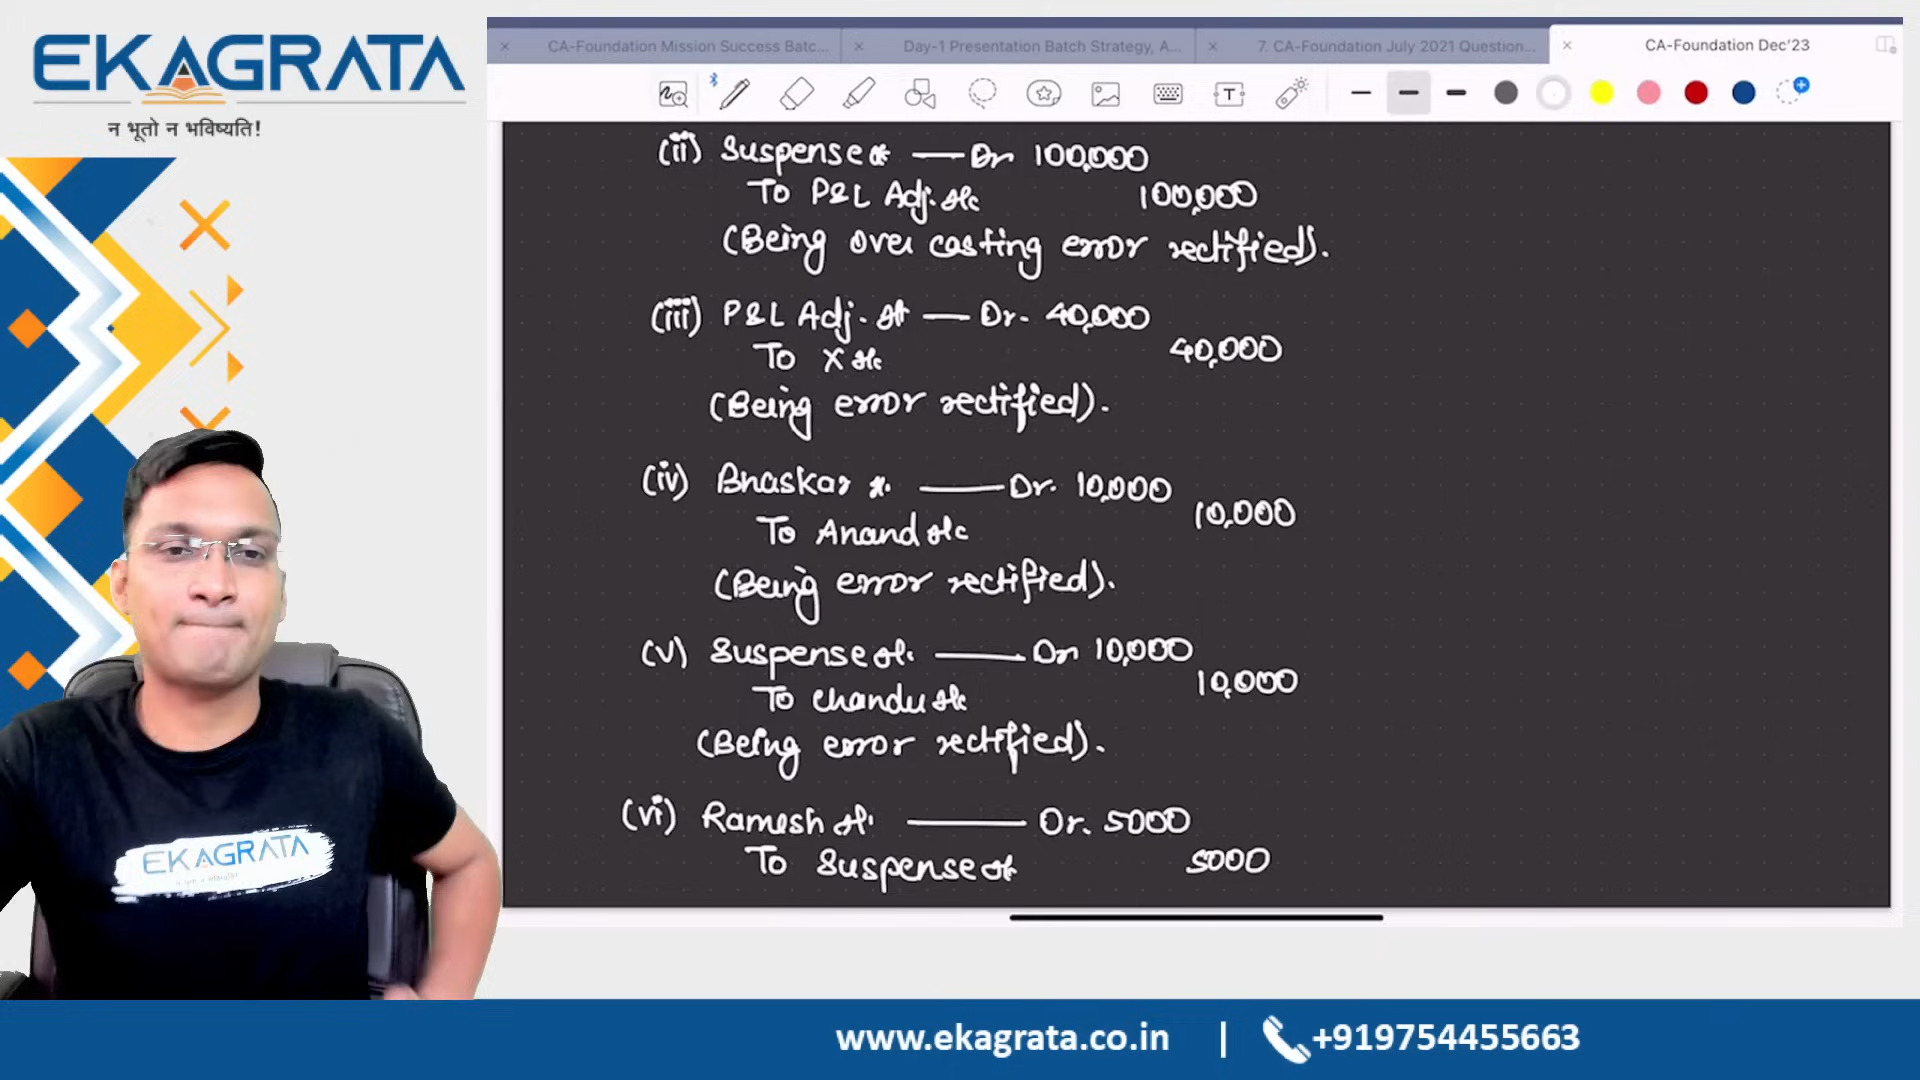 EKAGRATA
न भूतो न भविष्यति!
CA-Foundation Mission Success Batc...
Day-1 Presentation Batch Strategy, A...
7. CA-Foundation July 2021 Question...
CA-Foundation Dec'23
(ii) Suspense a/c — Dr 100,000
To P&L Adj. a/c 100,000
(Being over casting error rectified).
(iii) P&L Adj. a/c — Dr. 40,000
To X a/c 40,000
(Being error rectified).
(iv) Bhaskar a/c — Dr. 10,000
To Anand a/c 10,000
(Being error rectified).
(v) Suspense a/c — Dr 10,000
To Chandu a/c 10,000
(Being error rectified).
(vi) Ramesh a/c — Dr. 5000
To Suspense a/c 5000
EKAGRATA
www.ekagrata.co.in | +919754455663